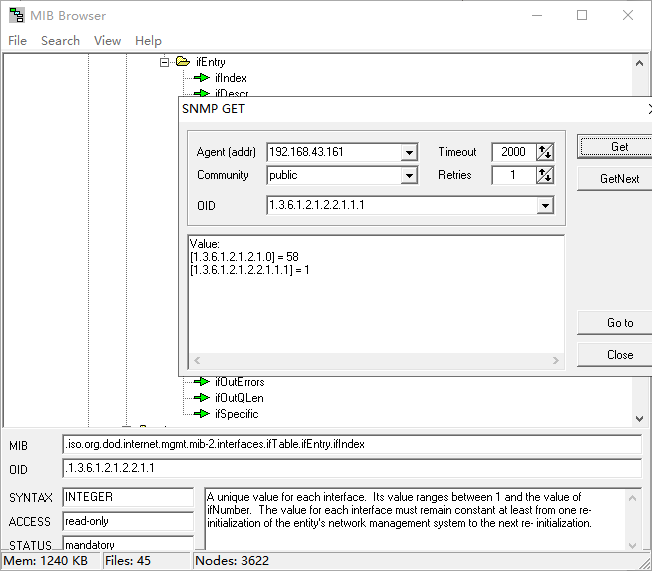 MIB Browser
File Search View Help
ifEntry
ifIndex
ifDescr
SNMP GET
Agent (addr) 192.168.43.161 Timeout 2000 Get
Community public Retries 1 GetNext
OID 1.3.6.1.2.1.2.2.1.1.1
Value:
[1.3.6.1.2.1.2.1.0] = 58
[1.3.6.1.2.1.2.2.1.1.1] = 1
Go to
Close
ifOutErrors
ifOutQLen
ifSpecific
MIB .iso.org.dod.internet.mgmt.mib-2.interfaces.ifTable.ifEntry.ifIndex
OID .1.3.6.1.2.1.2.2.1.1
SYNTAX INTEGER
ACCESS read-only
STATUS mandatory
A unique value for each interface. Its value ranges between 1 and the value of
ifNumber. The value for each interface must remain constant at least from one re-
initialization of the entity's network management system to the next re- initialization.
Mem: 1240 KB Files: 45 Nodes: 3622